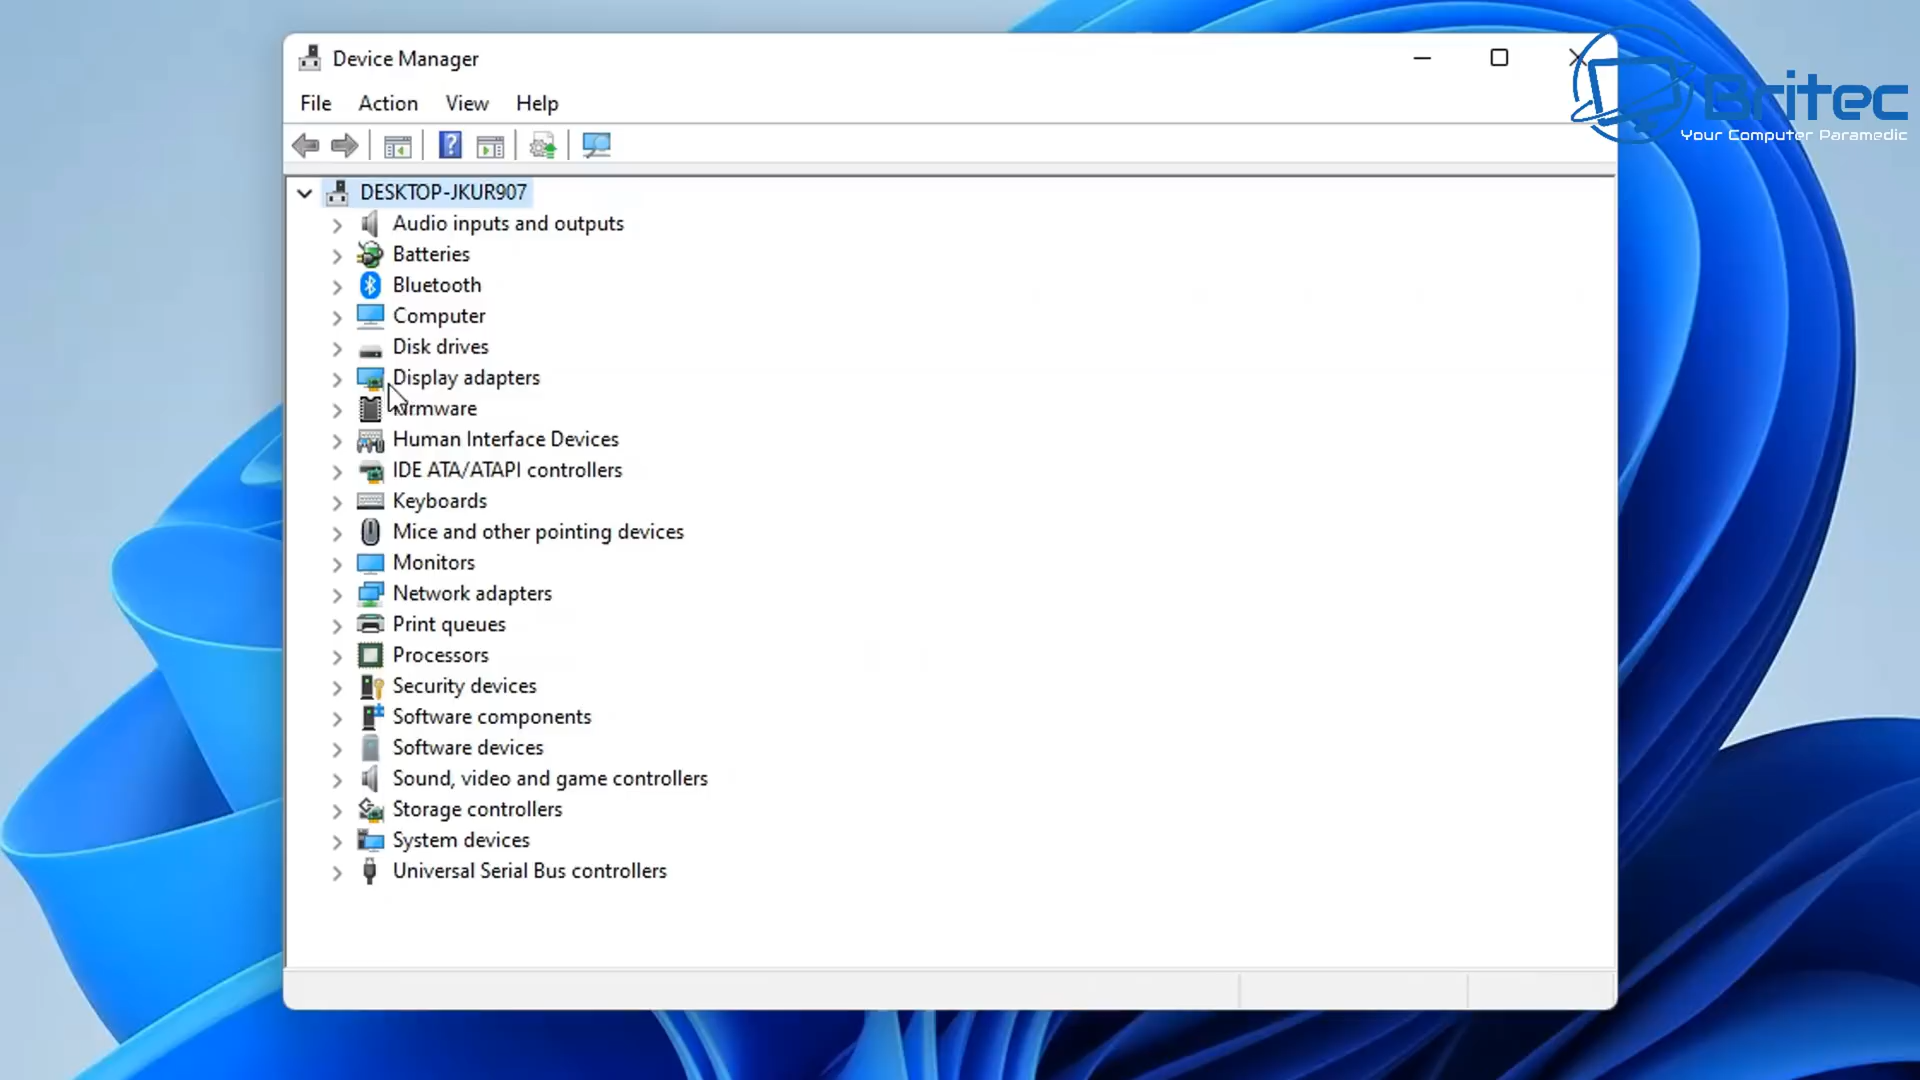 Device Manager
Britec
Your Computer Paramedic
File Action View Help
DESKTOP-JKUR907
Audio inputs and outputs
Batteries
Bluetooth
Computer
Disk drives
Display adapters
Firmware
Human Interface Devices
IDE ATA/ATAPI controllers
Keyboards
Mice and other pointing devices
Monitors
Network adapters
Print queues
Processors
Security devices
Software components
Software devices
Sound, video and game controllers
Storage controllers
System devices
Universal Serial Bus controllers